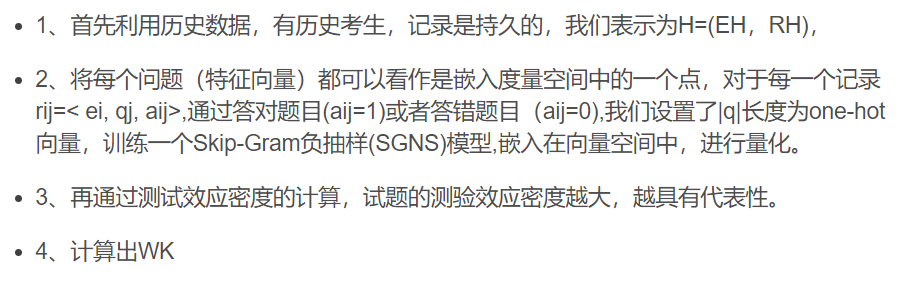 • 1、首先利用历史数据，有历史考生，记录是持久的，我们表示为H=(EH，RH)，
• 2、将每个问题（特征向量）都可以看作是嵌入度量空间中的一个点，对于每一个记录
rij=< ei, qj, aij>,通过答对题目(aij=1)或者答错题目（aij=0),我们设置了|q|长度为one-hot
向量，训练一个Skip-Gram负抽样(SGNS)模型,嵌入在向量空间中，进行量化。
• 3、再通过测试效应密度的计算，试题的测验效应密度越大，越具有代表性。
• 4、计算出WK